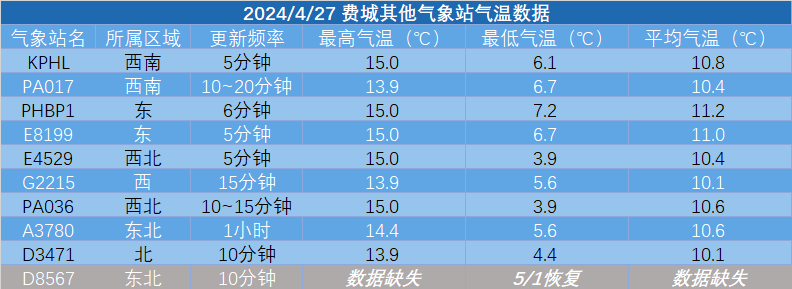 2024/4/27 费城其他气象站气温数据
气象站名 所属区域 更新频率 最高气温（℃） 最低气温（℃） 平均气温（℃）
KPHL 西南 5分钟 15.0 6.1 10.8
PA017 西南 10~20分钟 13.9 6.7 10.4
PHBP1 东 6分钟 15.0 7.2 11.2
E8199 东 5分钟 15.0 6.7 11.0
E4529 西北 5分钟 15.0 3.9 10.4
G2215 西 15分钟 13.9 5.6 10.1
PA036 西北 10~15分钟 15.0 3.9 10.6
A3780 东北 1小时 14.4 5.6 10.6
D3471 北 10分钟 13.9 4.4 10.1
D8567 东北 10分钟 数据缺失 5/1恢复 数据缺失